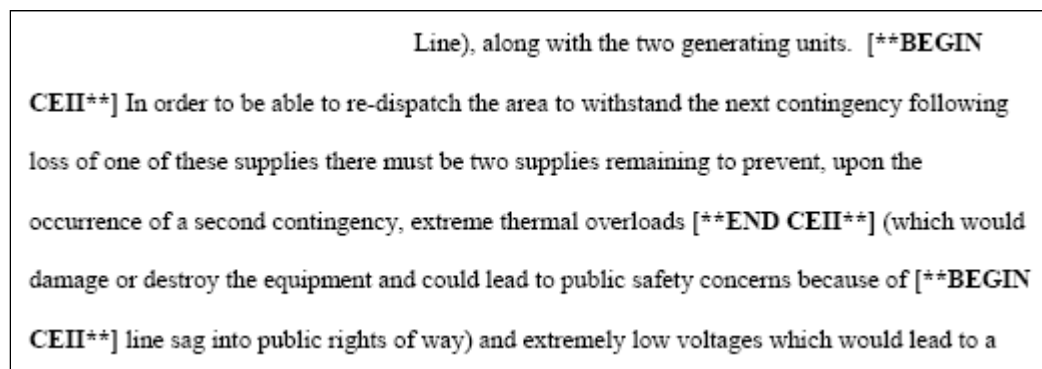 Line), along with the two generating units. [**BEGIN
CEII**] In order to be able to re-dispatch the area to withstand the next contingency following
loss of one of these supplies there must be two supplies remaining to prevent, upon the
occurrence of a second contingency, extreme thermal overloads [**END CEII**] (which would
damage or destroy the equipment and could lead to public safety concerns because of [**BEGIN
CEII**] line sag into public rights of way) and extremely low voltages which would lead to a